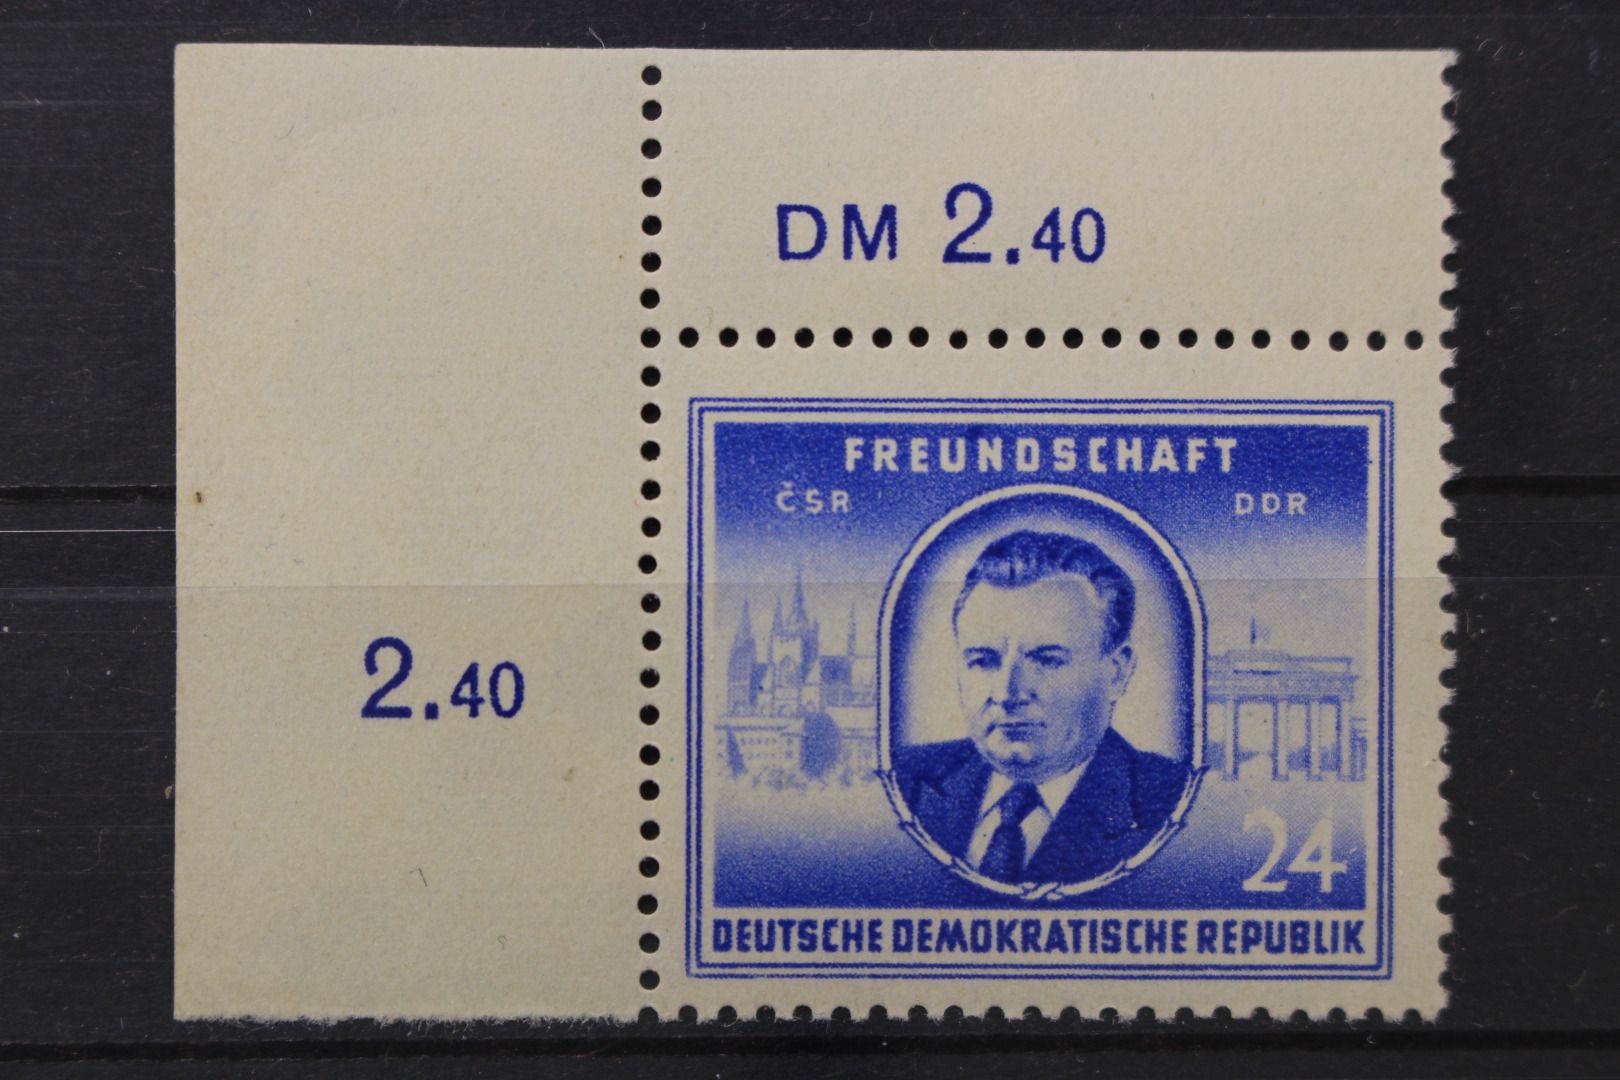 DM 2.40
2.40
FREUNDSCHAFT
ČSR DDR
24
DEUTSCHE DEMOKRATISCHE REPUBLIK